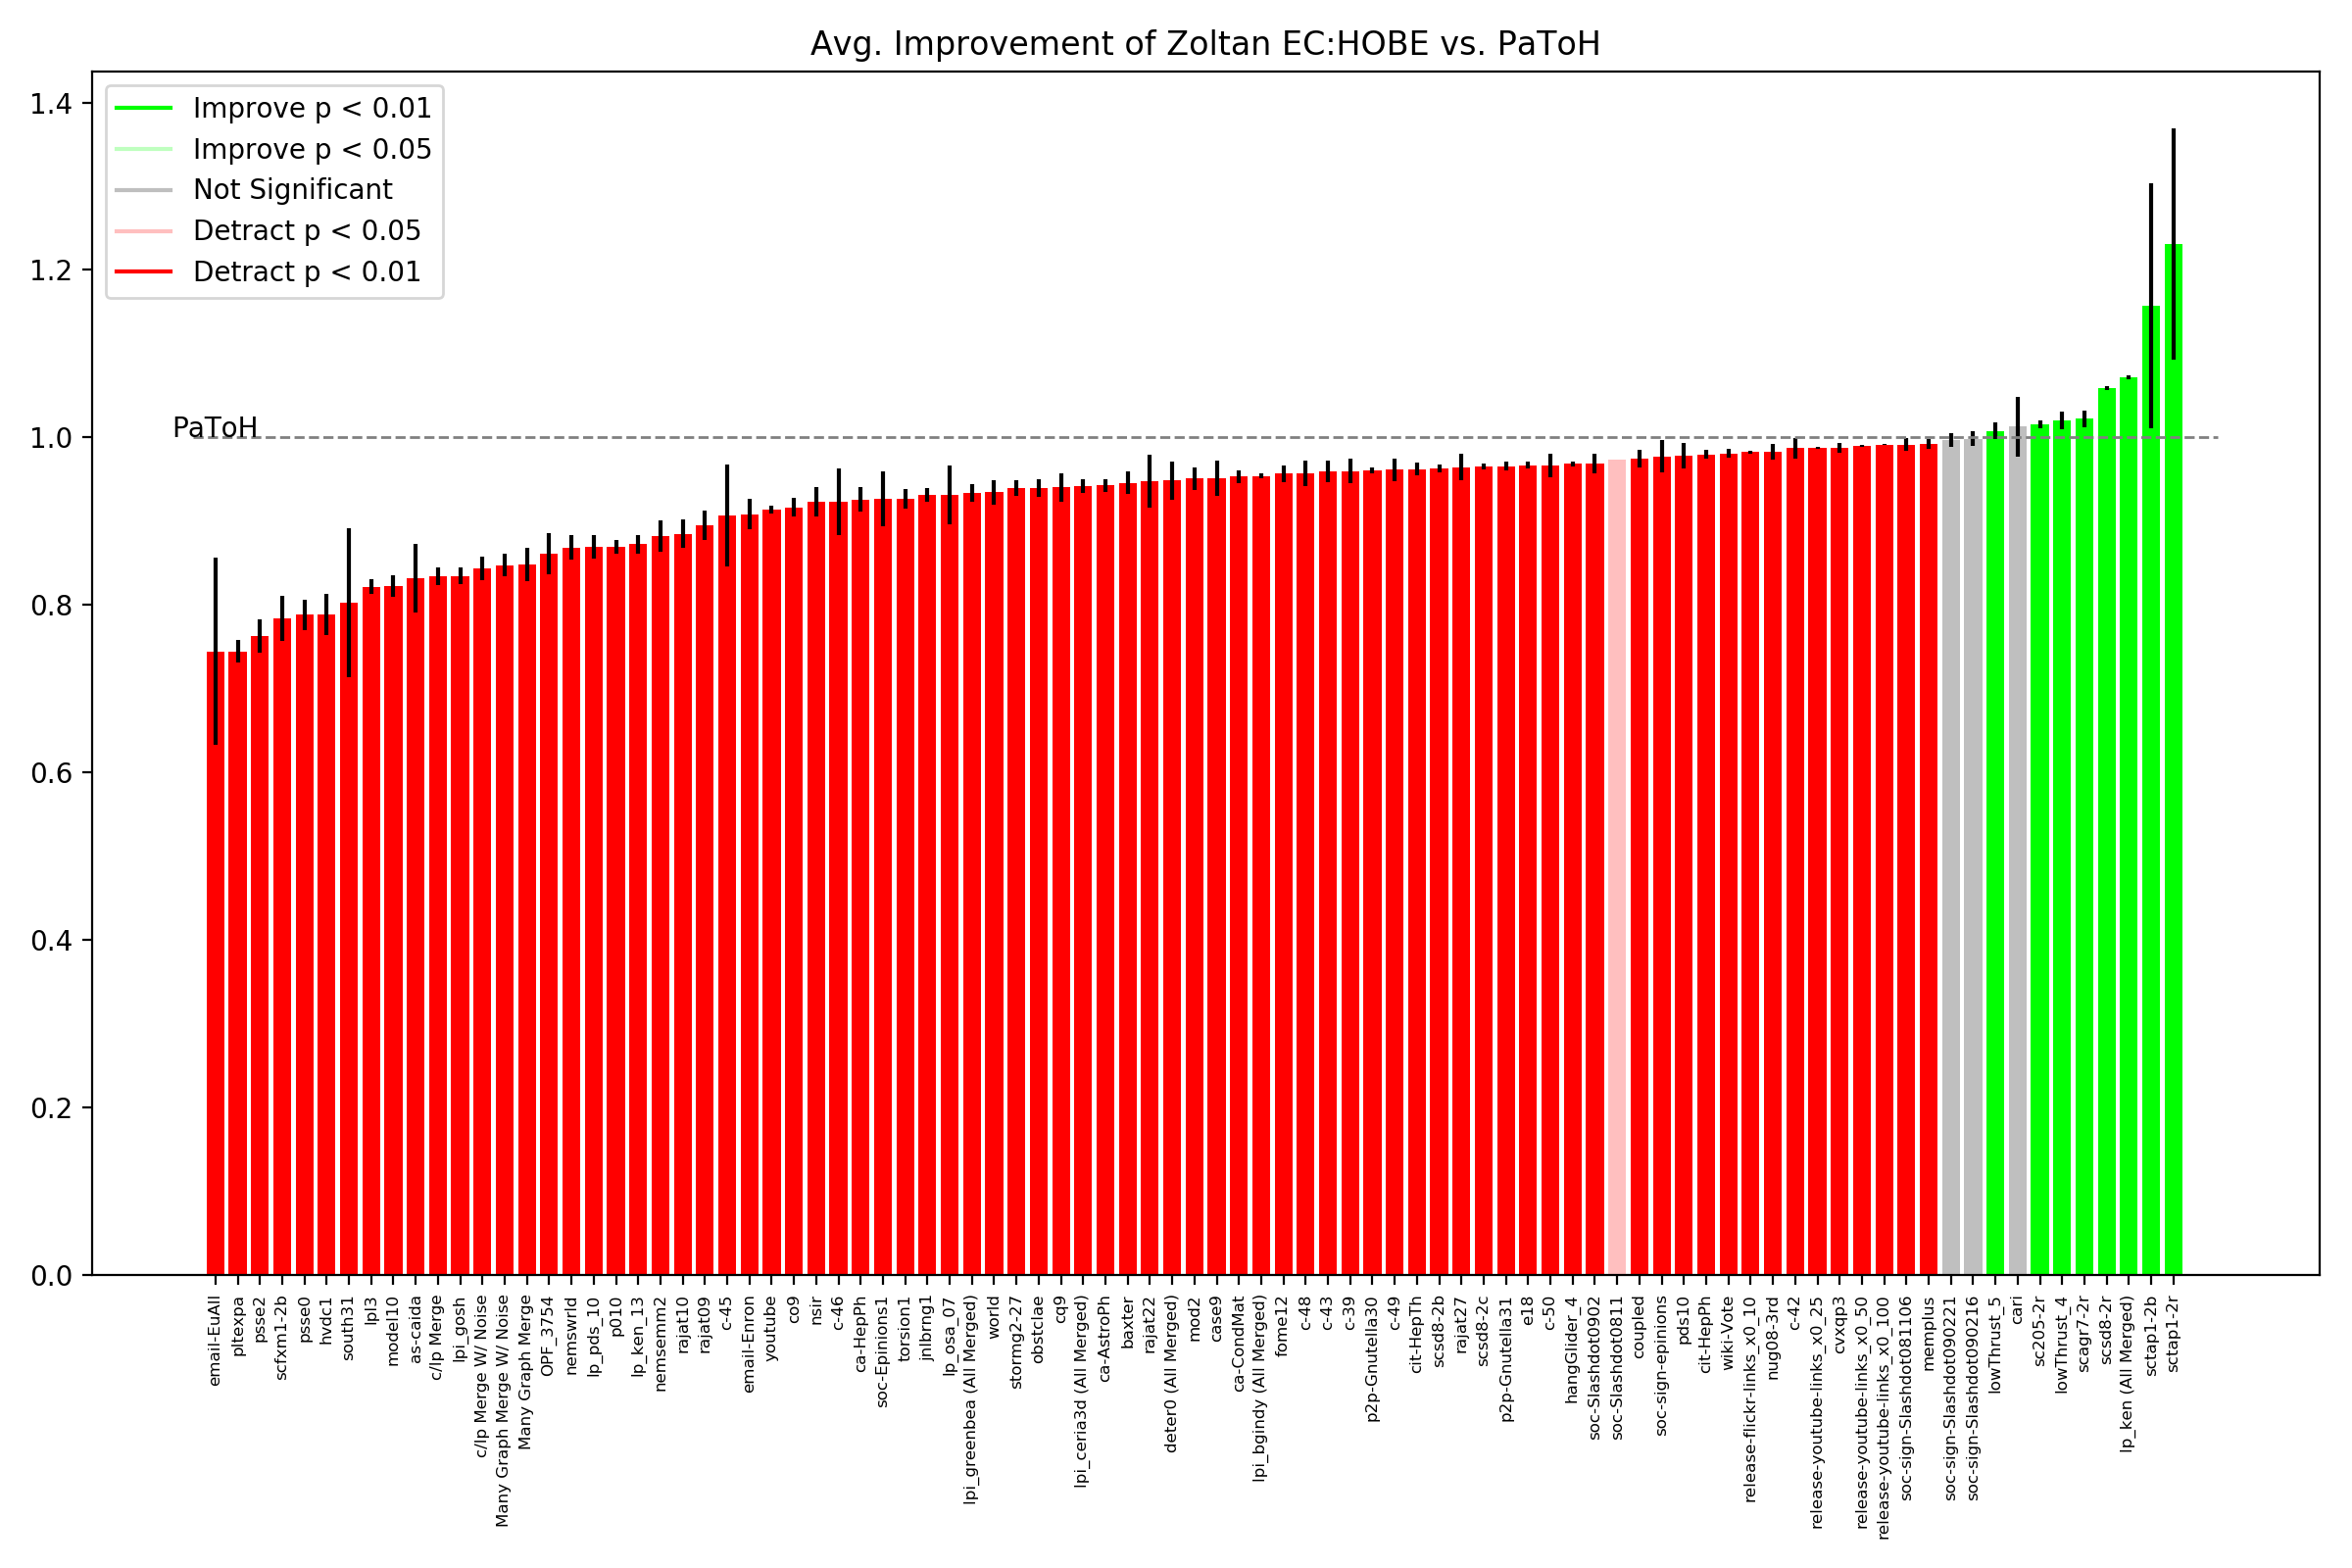 Avg. Improvement of Zoltan EC:HOBE vs. PaToH
Improve p < 0.01
Improve p < 0.05
Not Significant
Detract p < 0.05
Detract p < 0.01
1.4
1.2
1.0
0.8
0.6
0.4
0.2
0.0
PaToH
email-EuAll
pltexpa
psse2
scfxm1-2b
psse0
hvdc1
south31
lpl3
model10
as-caida
c/lp Merge
lpi_gosh
c/lp Merge W/ Noise
Many Graph Merge W/ Noise
Many Graph Merge
OPF_3754
nemswrld
lp_pds_10
p010
lp_ken_13
nemsemm2
rajat10
rajat09
c-45
email-Enron
youtube
co9
nsir
c-46
ca-HepPh
soc-Epinions1
torsion1
jnlbrng1
lp_osa_07
lpi_greenbea (All Merged)
world
stormg2-27
obstclae
cq9
lpi_ceria3d (All Merged)
ca-AstroPh
baxter
rajat22
deter0 (All Merged)
mod2
case9
ca-CondMat
lpi_bgindy (All Merged)
fome12
c-48
c-43
c-39
p2p-Gnutella30
c-49
cit-HepTh
scsd8-2b
rajat27
scsd8-2c
p2p-Gnutella31
e18
c-50
hangGlider_4
soc-Slashdot0902
soc-Slashdot0811
coupled
soc-sign-epinions
pds10
cit-HepPh
wiki-Vote
release-flickr-links_x0_10
nug08-3rd
c-42
release-youtube-links_x0_25
cvxqp3
release-youtube-links_x0_50
release-youtube-links_x0_100
soc-sign-Slashdot081106
memplus
soc-sign-Slashdot090221
soc-sign-Slashdot090216
lowThrust_5
cari
sc205-2r
lowThrust_4
scagr7-2r
scsd8-2r
lp_ken (All Merged)
sctap1-2b
sctap1-2r